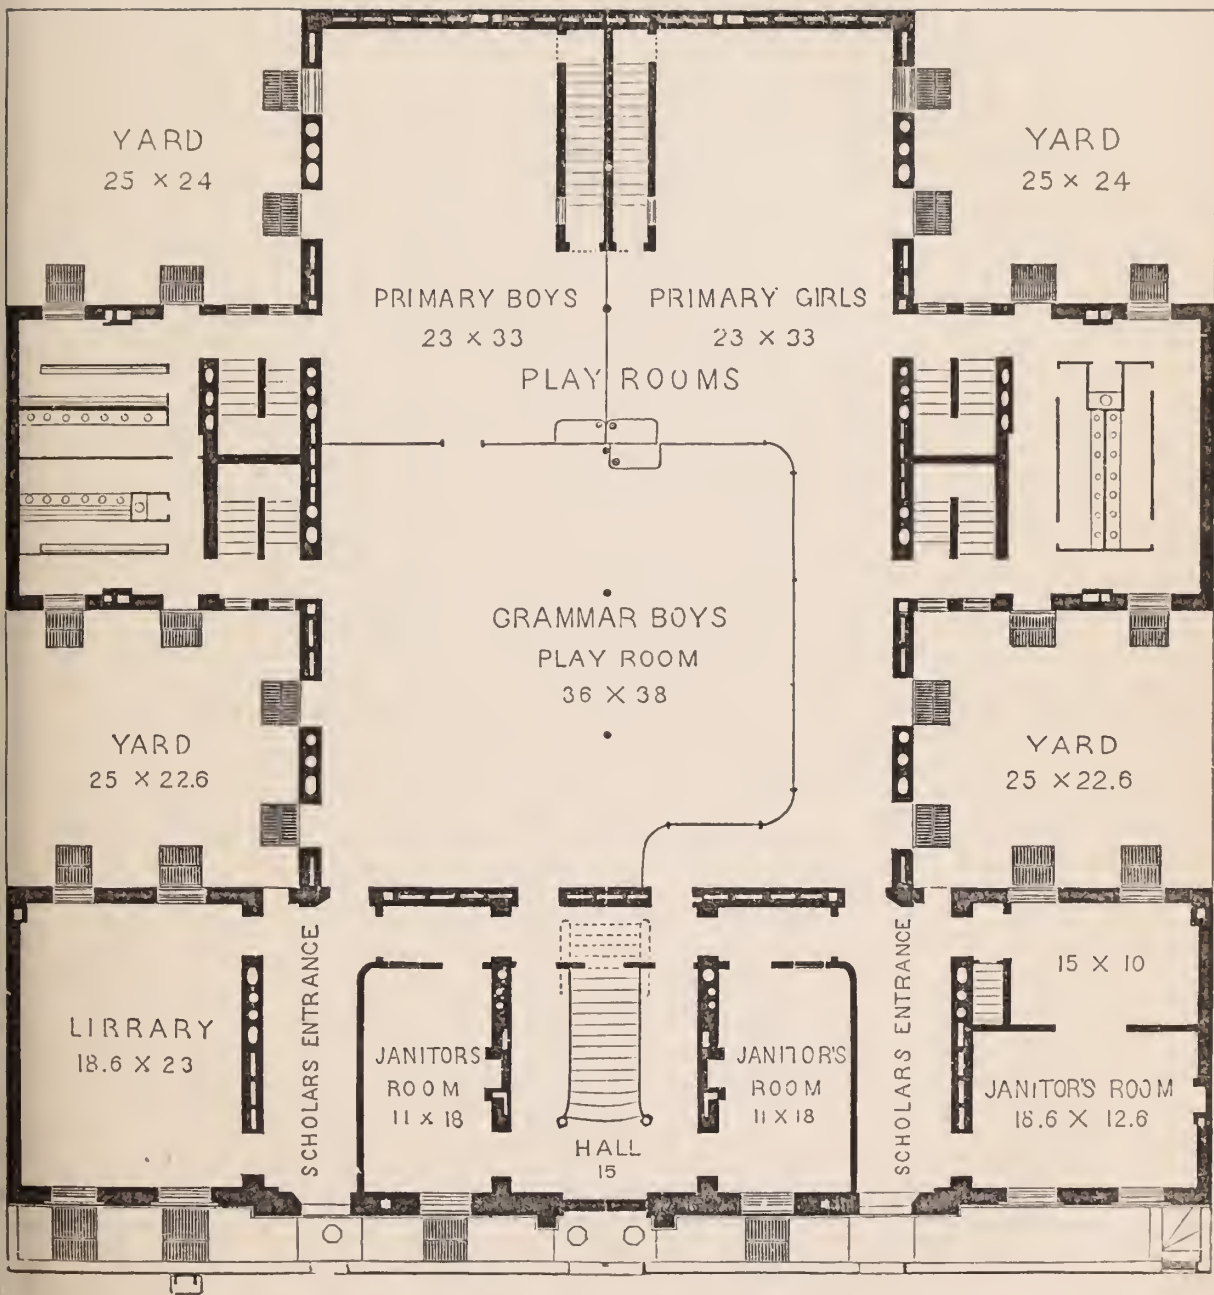 YARD
25 × 24
YARD
25 × 24
PRIMARY BOYS
23 × 33
PRIMARY GIRLS
23 × 33
PLAY ROOMS
GRAMMAR BOYS
PLAY ROOM
36 × 38
YARD
25 × 22.6
YARD
25 × 22.6
LIBRARY
18.6 × 23
SCHOLARS ENTRANCE
JANITORS
ROOM
11 × 18
HALL
15
JANITOR'S
ROOM
11 × 18
SCHOLARS ENTRANCE
15 × 10
JANITOR'S ROOM
18.6 × 12.6